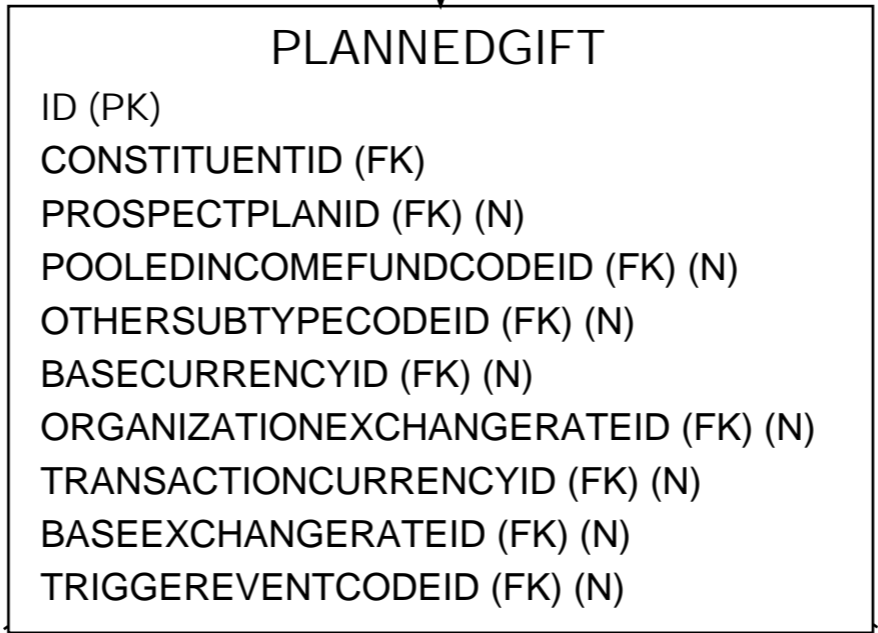 PLANNEDGIFT
ID (PK)
CONSTITUENTID (FK)
PROSPECTPLANID (FK) (N)
POOLEDINCOMEFUNDCODEID (FK) (N)
OTHERSUBTYPECODEID (FK) (N)
BASECURRENCYID (FK) (N)
ORGANIZATIONEXCHANGERATEID (FK) (N)
TRANSACTIONCURRENCYID (FK) (N)
BASEEXCHANGERATEID (FK) (N)
TRIGGEREVENTCODEID (FK) (N)